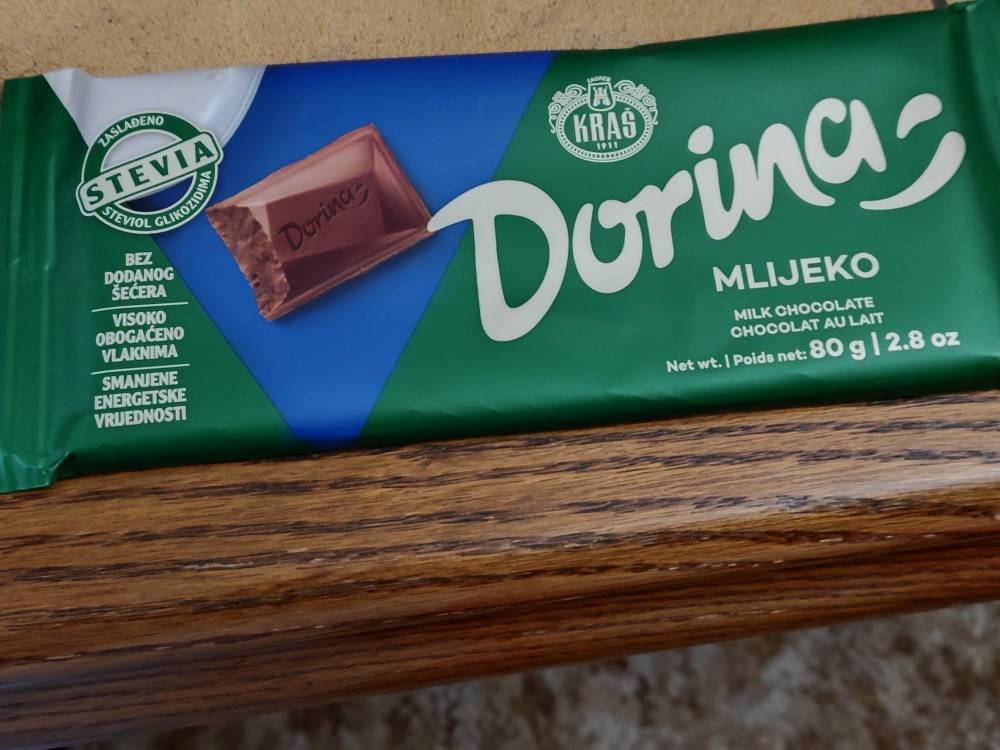 ZASLAĐENO
STEVIA
STEVIOL GLIKOZIDIMA
BEZ
DODANOG
ŠEĆERA
VISOKO
OBOGAĆENO
VLAKNIMA
SMANJENE
ENERGETSKE
VRIJEDNOSTI
Dorina
ZAGREB
KRAŠ
1911
Dorina
MLIJEKO
MILK CHOCOLATE
CHOCOLAT AU LAIT
Net wt. | Poids net: 80 g | 2.8 oz